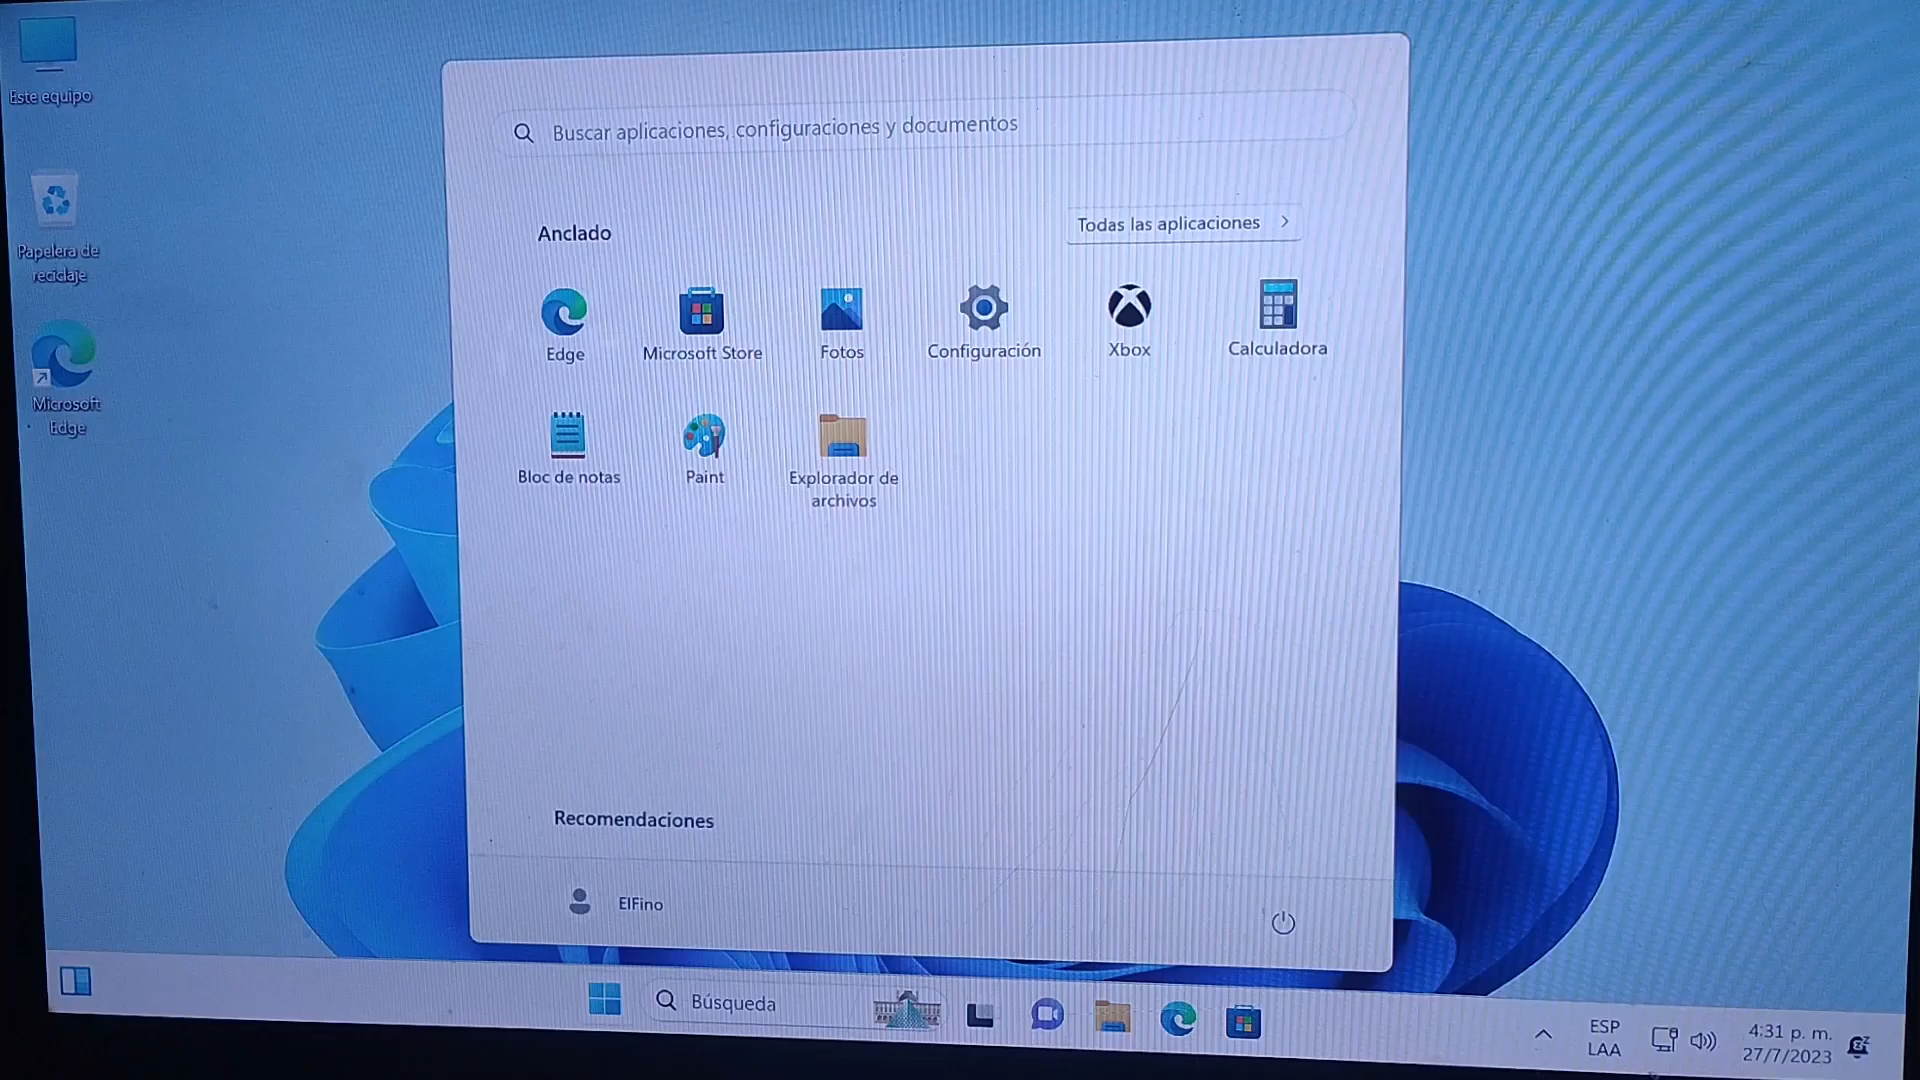 Este equipo
Papelera de
reciclaje
Microsoft
Edge
Buscar aplicaciones, configuraciones y documentos
Anclado
Todas las aplicaciones
Edge
Microsoft Store
Fotos
Configuración
Xbox
Calculadora
Bloc de notas
Paint
Explorador de
archivos
Recomendaciones
ElFino
Búsqueda
ESP
LAA
4:31 p. m.
27/7/2023